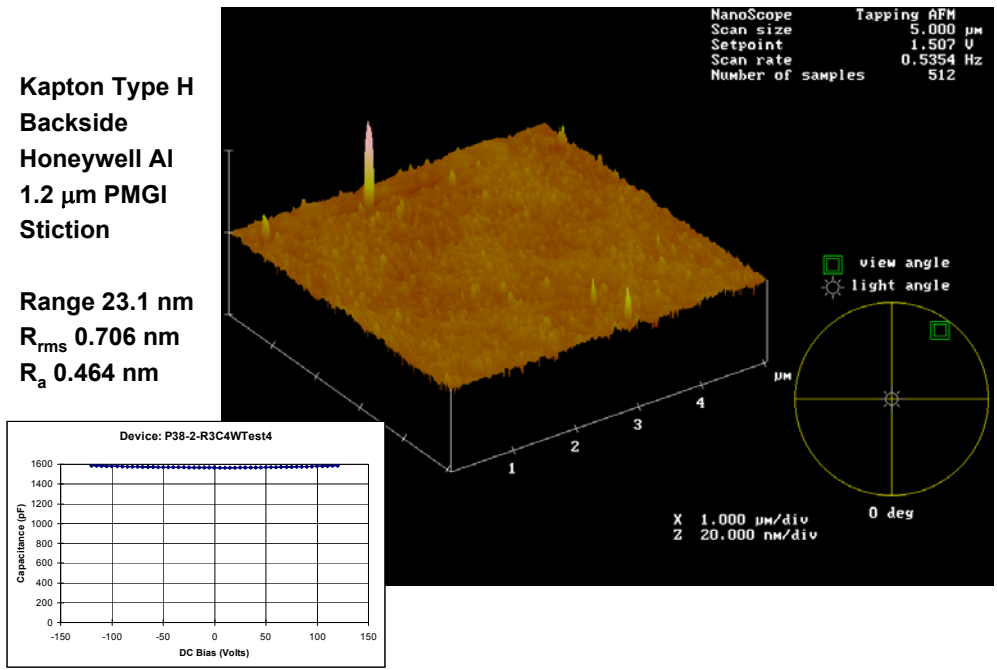 Kapton Type H
Backside
Honeywell Al
1.2 μm PMGI
Stiction
Range 23.1 nm
Rrms 0.706 nm
Ra 0.464 nm
NanoScope Tapping AFM
Scan size 5.000 μm
Setpoint 1.507 V
Scan rate 0.5354 Hz
Number of samples 512
view angle
light angle
μm
4
3
2
1
X 1.000 μm/div
Z 20.000 nm/div
0 deg
Device: P38-2-R3C4WTest4
Capacitance (pF)
1600
1400
1200
1000
800
600
400
200
0
-150 -100 -50 0 50 100 150
DC Bias (Volts)